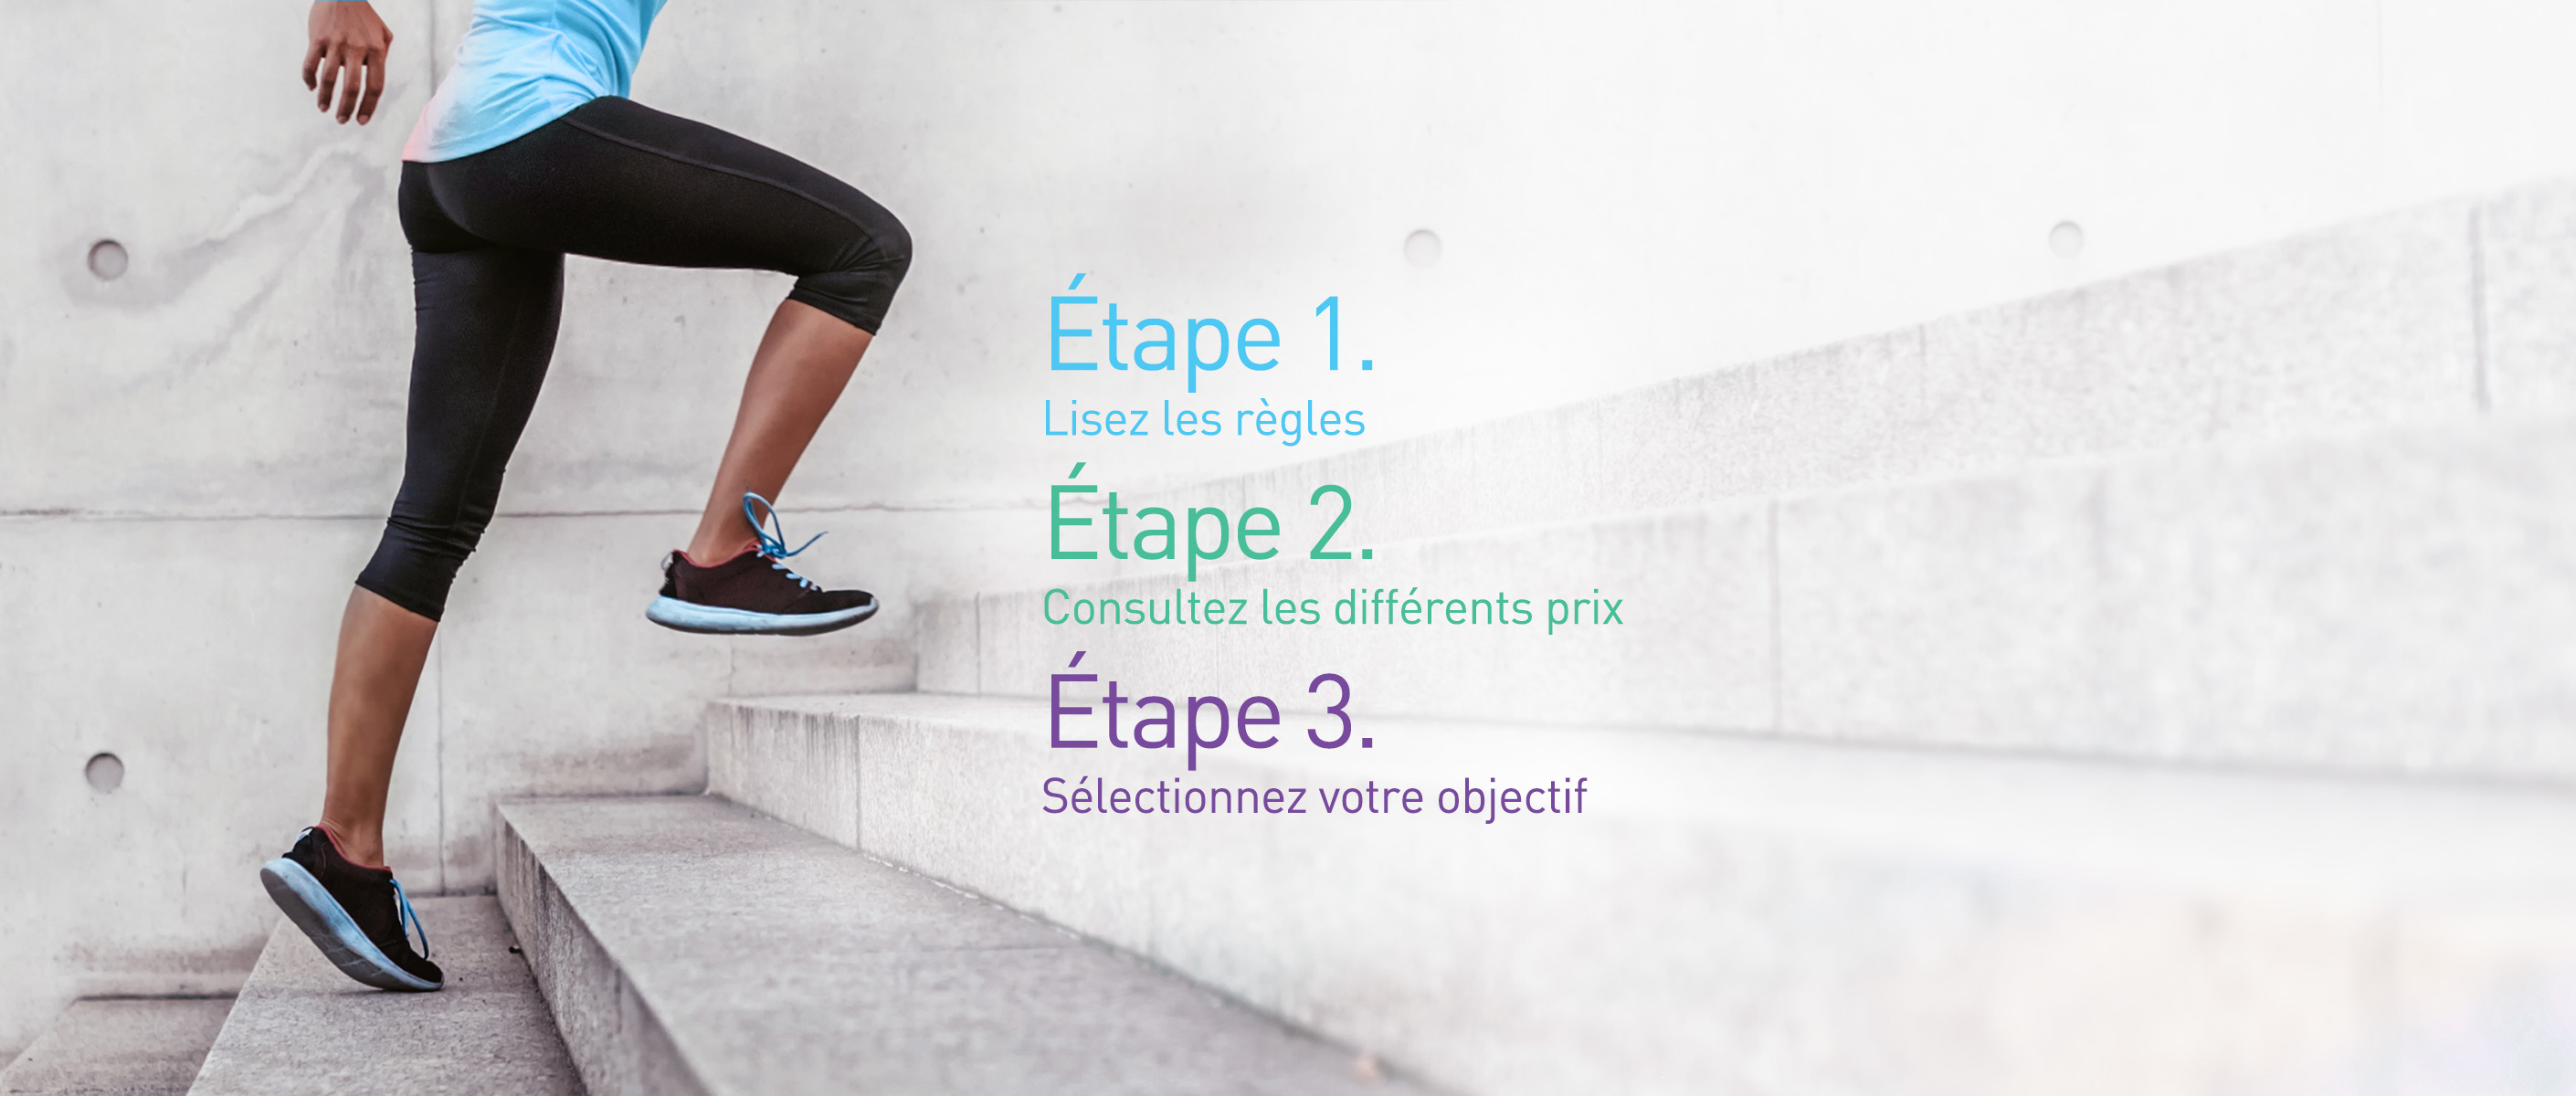 Étape 1.
Lisez les règles
Étape 2.
Consultez les différents prix
Étape 3.
Sélectionnez votre objectif